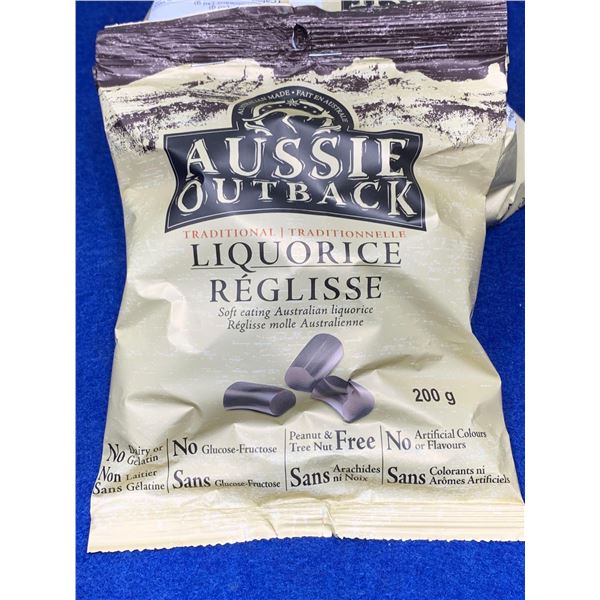 AUSTRALIAN MADE • FAIT EN AUSTRALIE
AUSSIE
OUTBACK
TRADITIONAL | TRADITIONNELLE
LIQUORICE
RÉGLISSE
Soft eating Australian liquorice
Réglisse molle Australienne
200 g
No Dairy or Gelatin
Non Laitier
Sans Gélatine
No Glucose-Fructose
Sans Glucose-Fructose
Peanut & Tree Nut Free
Sans Arachides ni Noix
No Artificial Colours or Flavours
Sans Colorants ni Arômes Artificiels